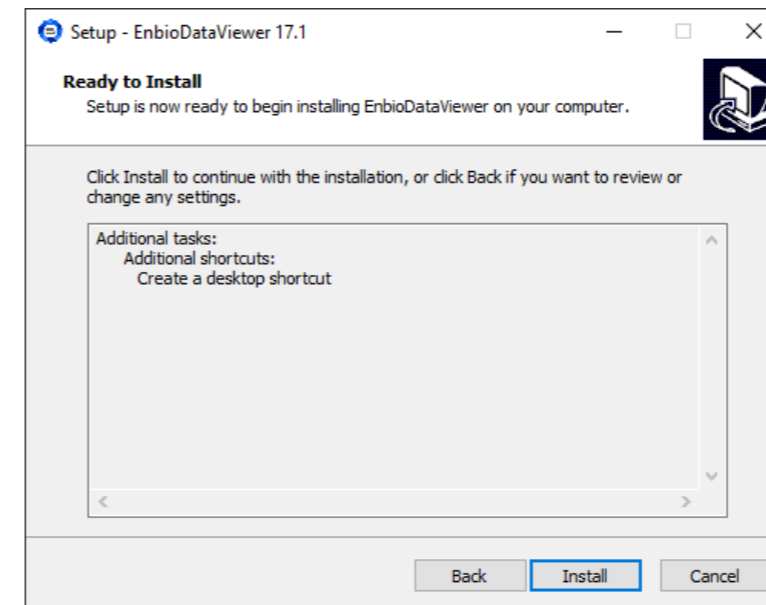 Setup - EnbioDataViewer 17.1
Ready to Install
Setup is now ready to begin installing EnbioDataViewer on your computer.
Click Install to continue with the installation, or click Back if you want to review or
change any settings.
Additional tasks:
Additional shortcuts:
Create a desktop shortcut
Back
Install
Cancel